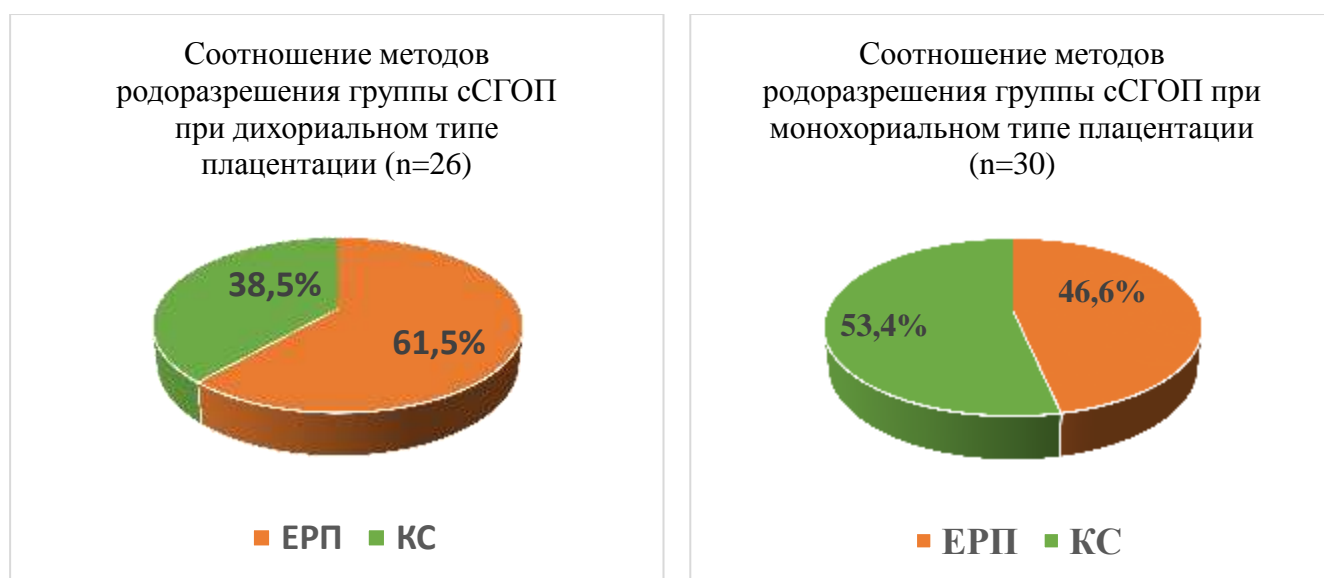 Соотношение методов
родоразрешения группы сСГОП
при дихориальном типе
плацентации (n=26)
38,5%
61,5%
ЕРП КС
Соотношение методов
родоразрешения группы сСГОП при
монохориальном типе плацентации
(n=30)
46,6%
53,4%
ЕРП КС